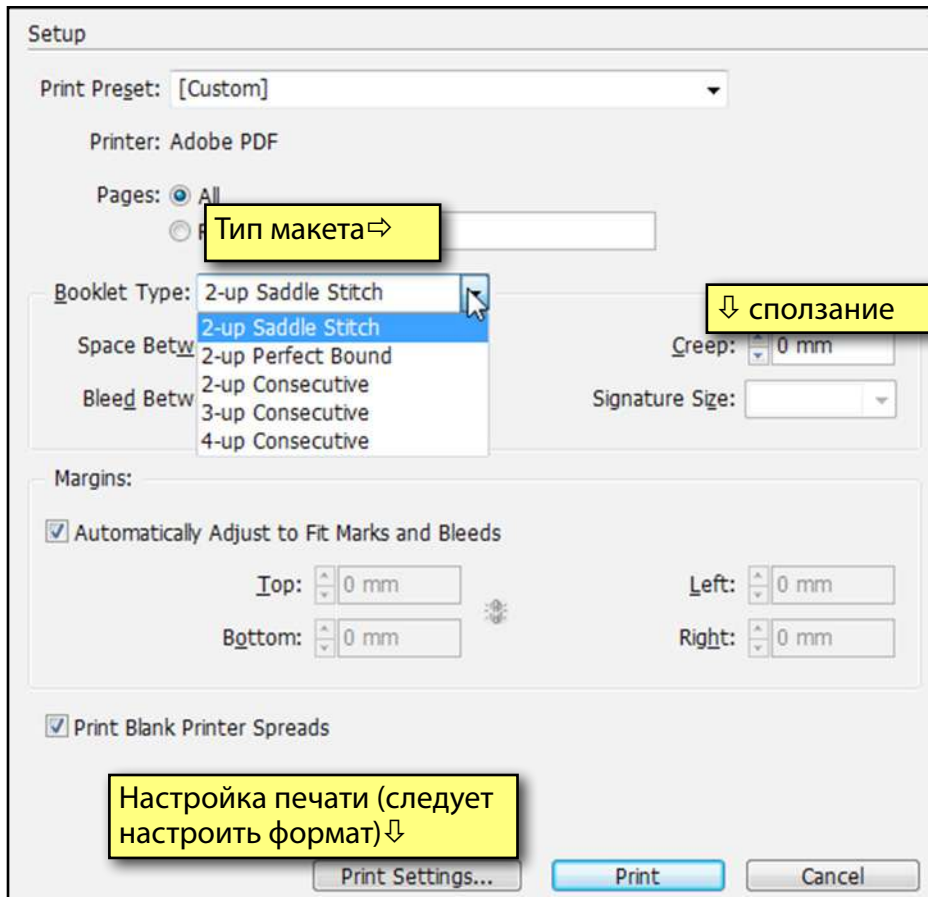 Setup
Print Preset: [Custom]
Printer: Adobe PDF
Pages: All
Тип макета⇨
Booklet Type: 2-up Saddle Stitch
⇩ сползание
2-up Saddle Stitch
Space Betw
2-up Perfect Bound
Creep: 0 mm
2-up Consecutive
Bleed Betw
3-up Consecutive
Signature Size:
4-up Consecutive
Margins:
Automatically Adjust to Fit Marks and Bleeds
Top: 0 mm Left: 0 mm
Bottom: 0 mm Right: 0 mm
Print Blank Printer Spreads
Настройка печати (следует
настроить формат)⇩
Print Settings... Print Cancel